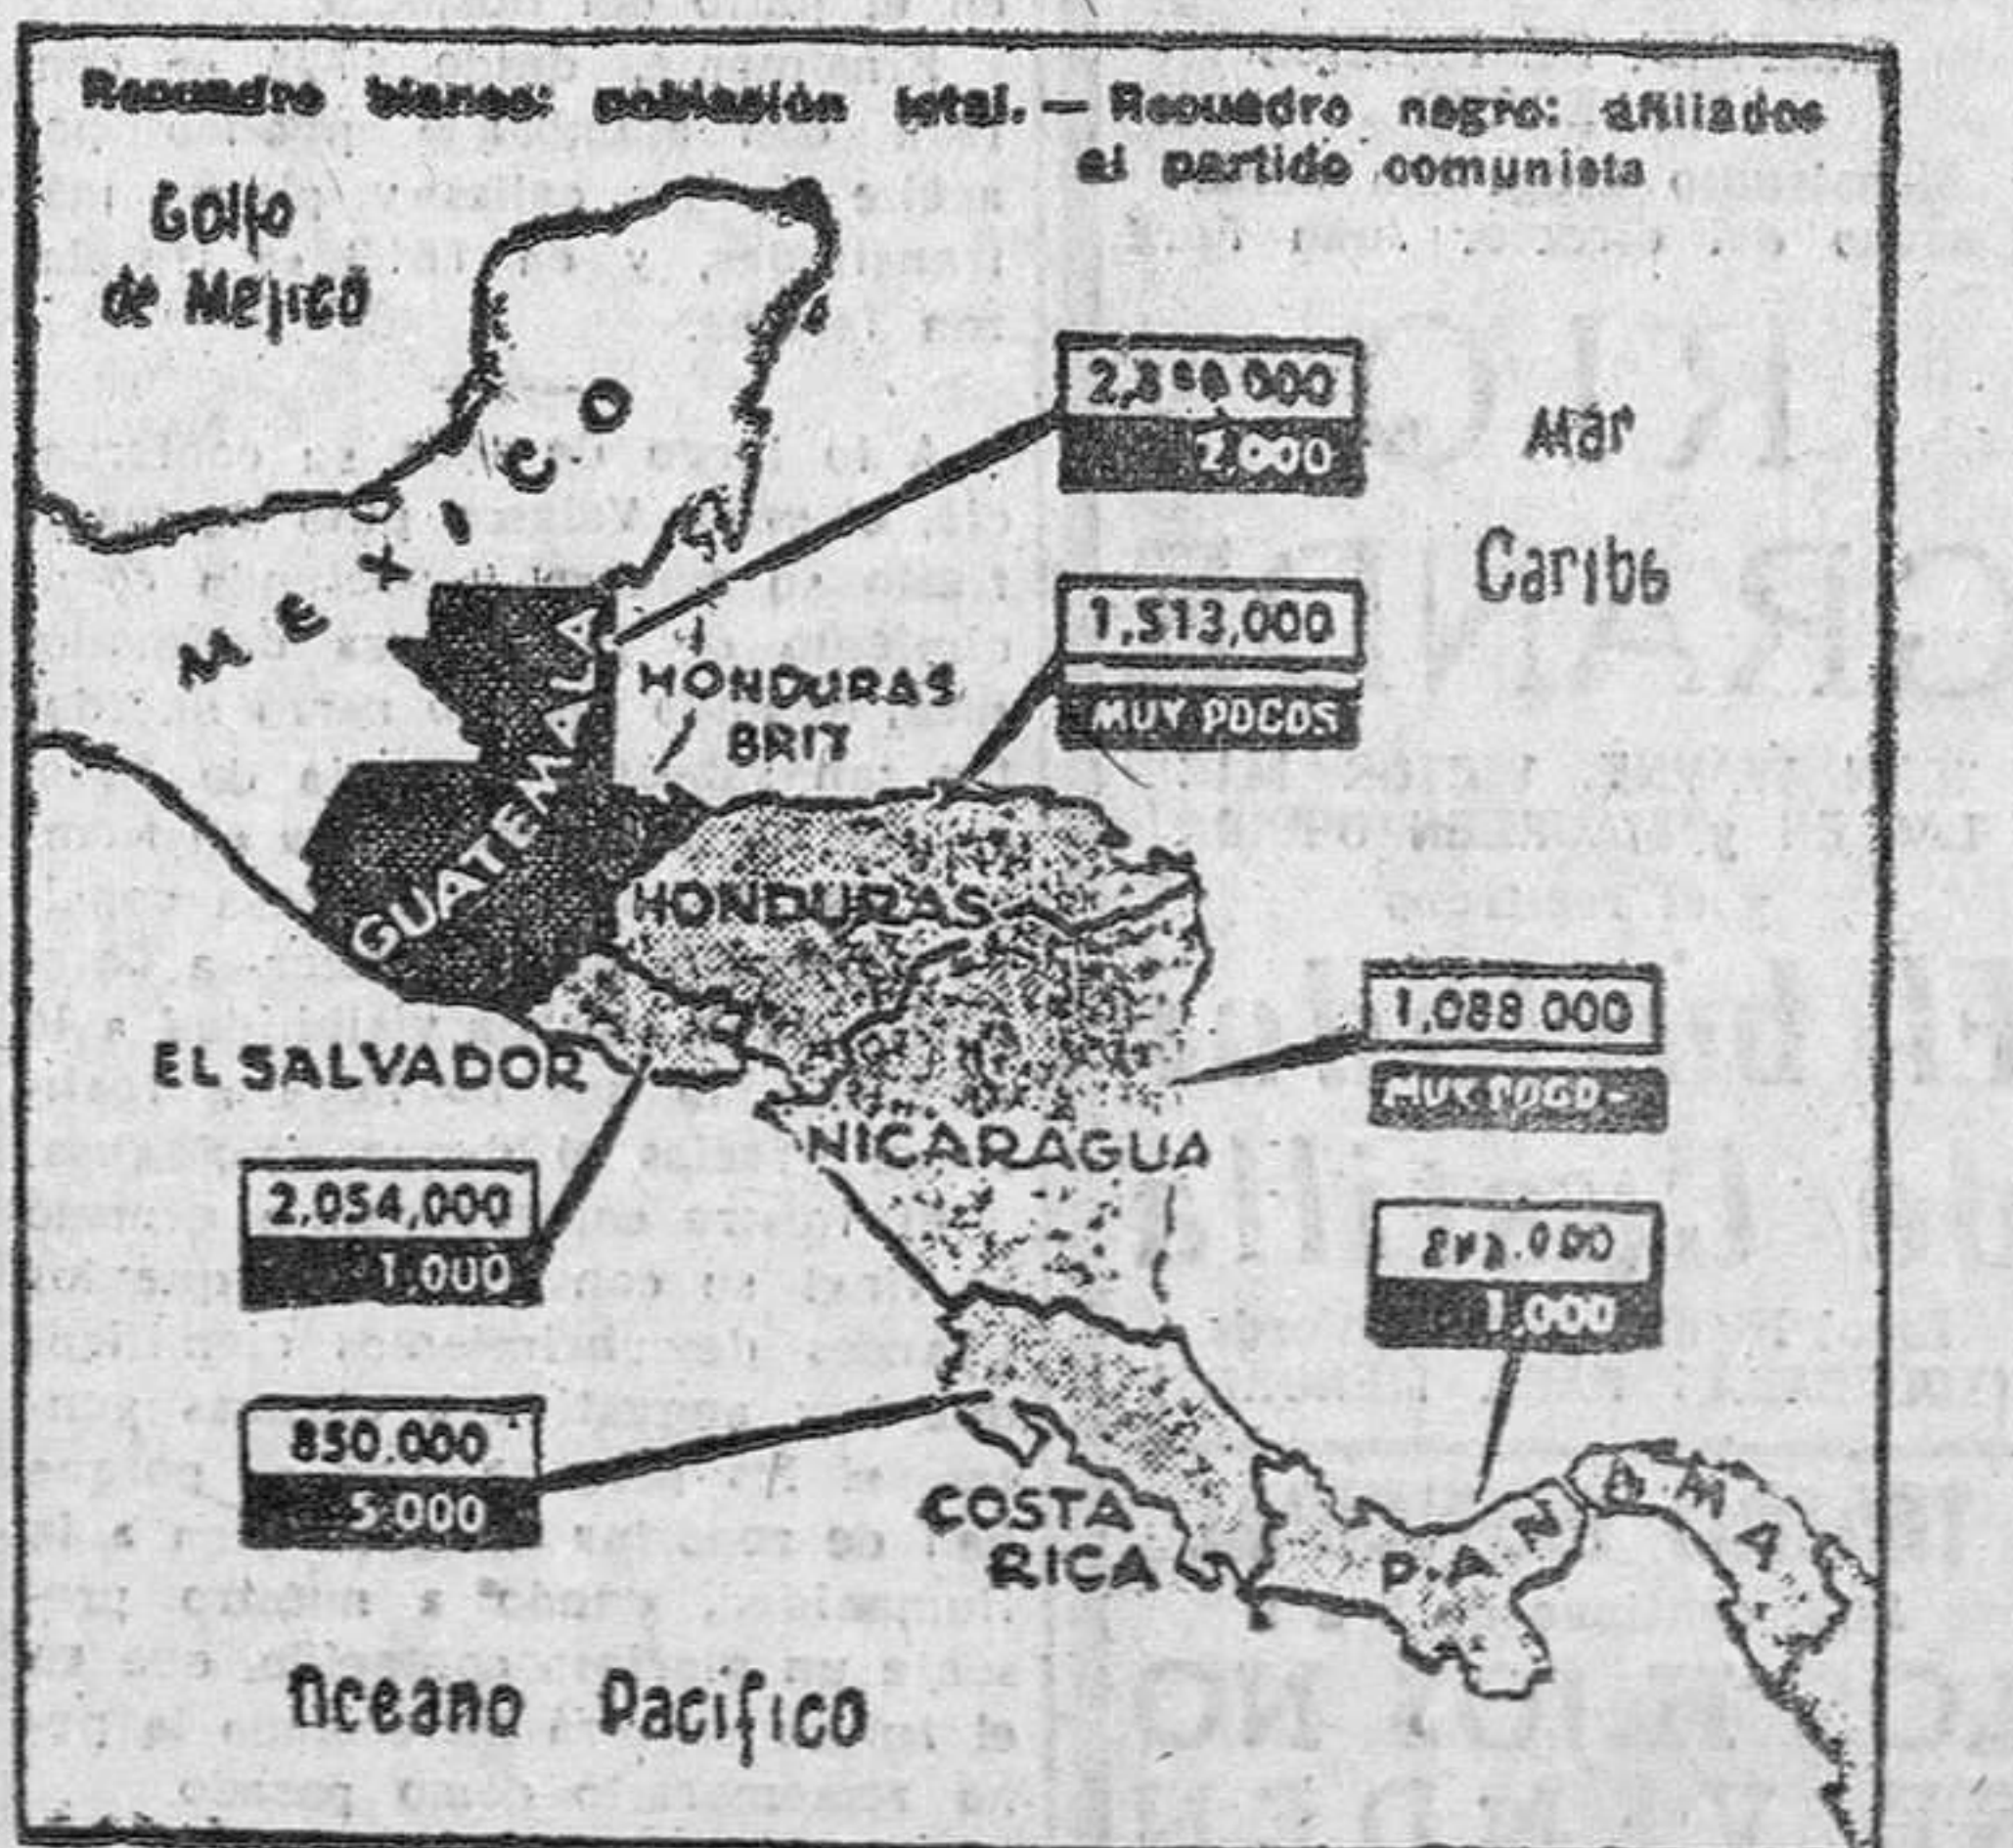 Recuadro blanco: población total. — Recuadro negro: afiliados
al partido comunista
Golfo
de Mejico
MEXICO
000
000
Mar
Caribe
1,513,000
MUY POCOS
GUATEMALA
HONDURAS
BRIT
HONDURAS
1,088 000
EL SALVADOR
NICARAGUA
2,054,000
1,000
1,000
850.000
5.000
COSTA
RICA
PANAMA
Oceano Pacifico